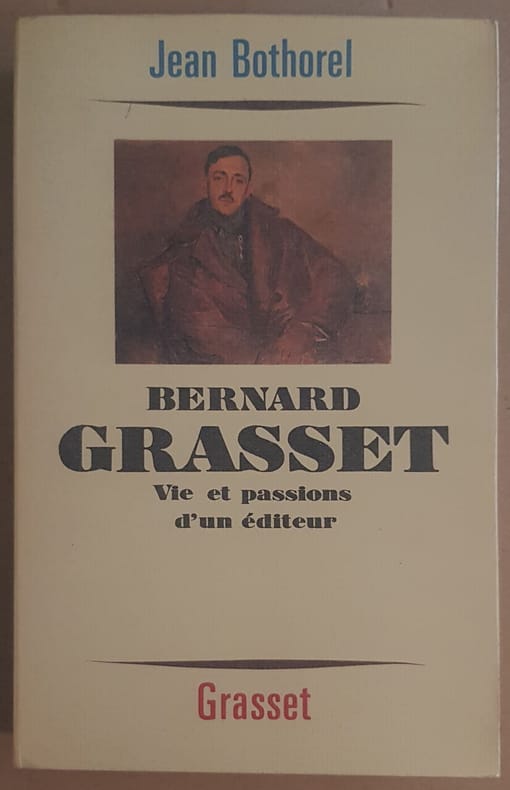 Jean Bothorel
BERNARD
GRASSET
Vie et passions
d'un éditeur
Grasset